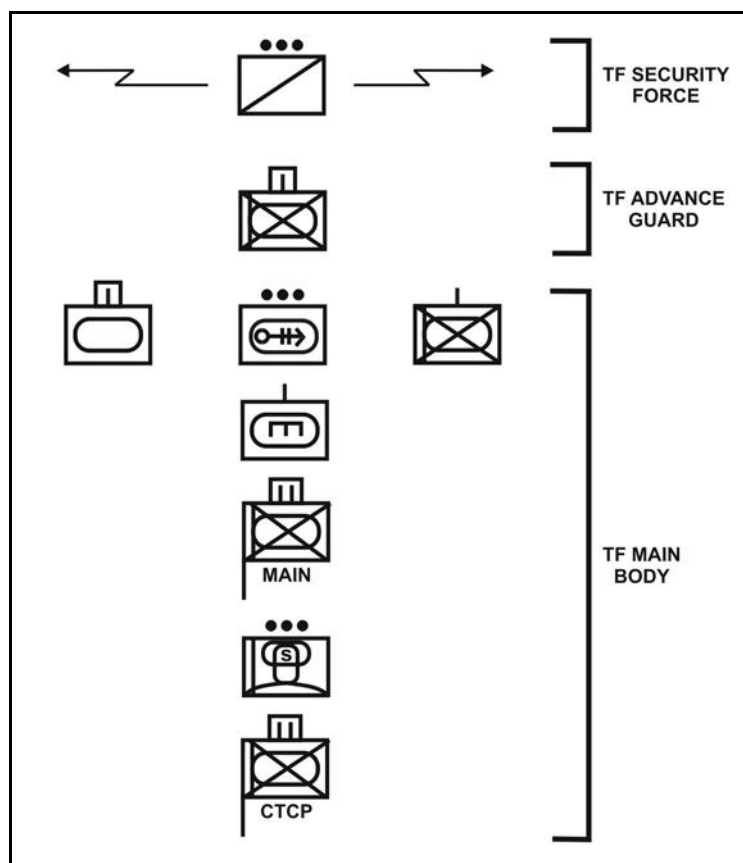 TF SECURITY
FORCE
TF ADVANCE
GUARD
MAIN
TF MAIN
BODY
S
CTCP